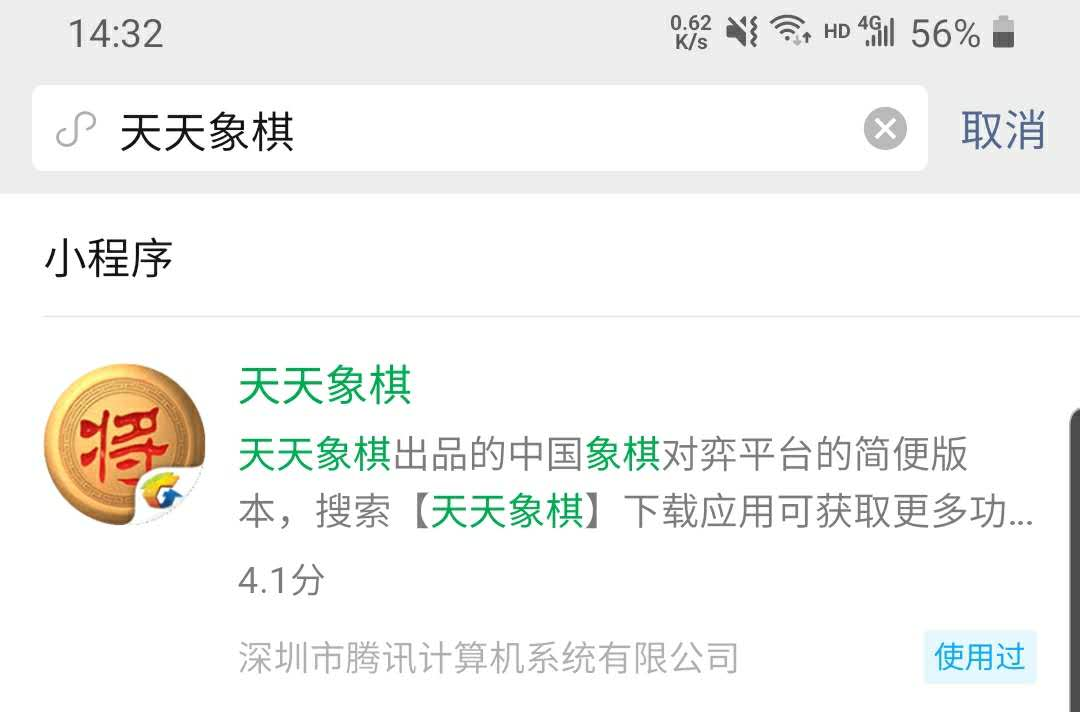 14:32 0.62 K/s HD 4G 56%
天天象棋 取消
小程序
将
天天象棋
天天象棋出品的中国象棋对弈平台的简便版
本，搜索【天天象棋】下载应用可获取更多功...
4.1分
深圳市腾讯计算机系统有限公司 使用过